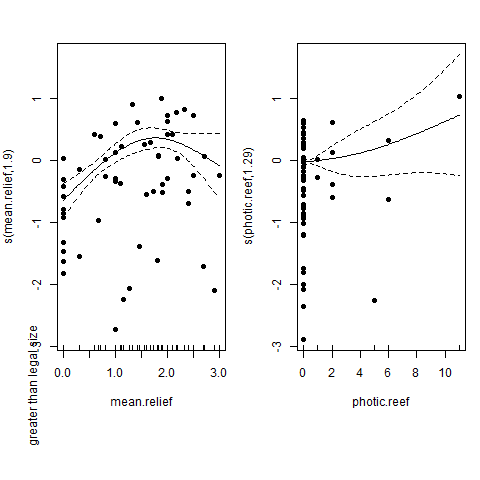 s(mean.relief,1.9)
1
0
-1
-2
greater than legal.size
0.0 1.0 2.0 3.0
mean.relief
s(photic.reef,1.29)
1
0
-1
-2
-3
0 2 4 6 8 10
photic.reef